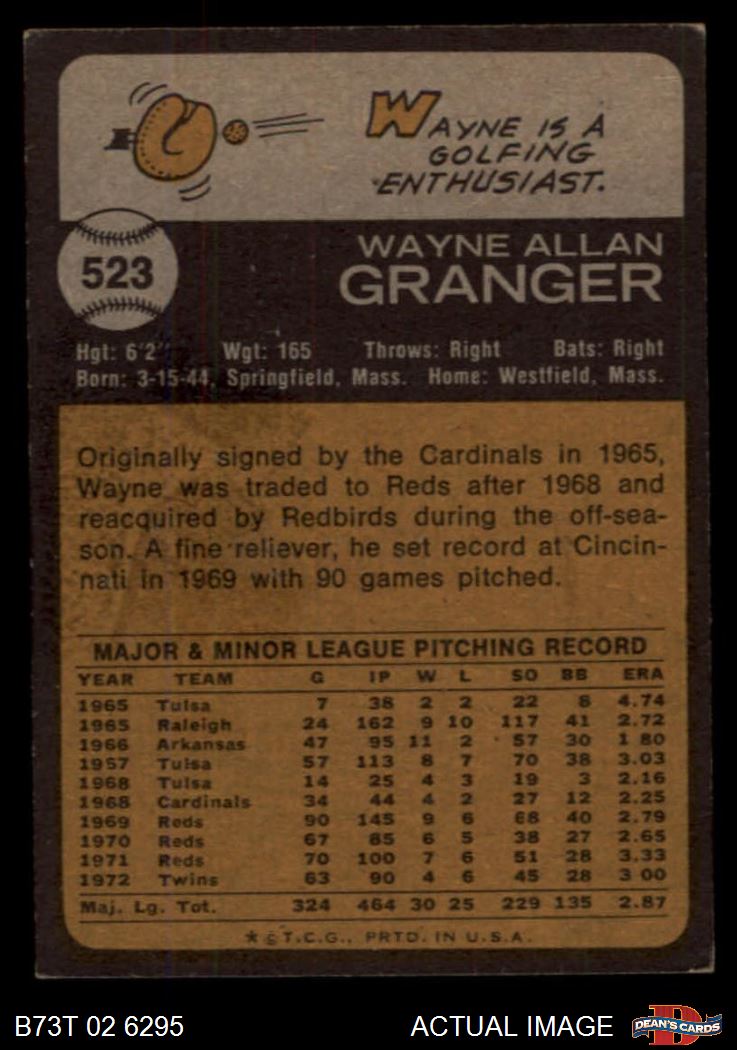 WAYNE IS A
GOLFING
ENTHUSIAST.
523
WAYNE ALLAN
GRANGER
Hgt: 6'2" Wgt: 165 Throws: Right Bats: Right
Born: 3-15-44, Springfield, Mass. Home: Westfield, Mass.
Originally signed by the Cardinals in 1965,
Wayne was traded to Reds after 1968 and
reacquired by Redbirds during the off-sea-
son. A fine reliever, he set record at Cincin-
nati in 1969 with 90 games pitched.
MAJOR & MINOR LEAGUE PITCHING RECORD
YEAR TEAM G IP W L SO BB ERA
1965 Tulsa 7 38 2 2 22 8 4.74
1965 Raleigh 24 162 9 10 117 41 2.72
1966 Arkansas 47 95 11 2 57 30 1 80
1957 Tulsa 57 113 8 7 70 38 3.03
1968 Tulsa 14 25 4 3 19 3 2.16
1968 Cardinals 34 44 4 2 27 12 2.25
1969 Reds 90 145 9 6 68 40 2.79
1970 Reds 67 85 6 5 38 27 2.65
1971 Reds 70 100 7 6 51 28 3.33
1972 Twins 63 90 4 6 45 28 3 00
Maj. Lg. Tot. 324 464 30 25 229 135 2.87
* © T.C.G., PRTD. IN U.S.A.
B73T 02 6295 ACTUAL IMAGE DEAN'S CARDS